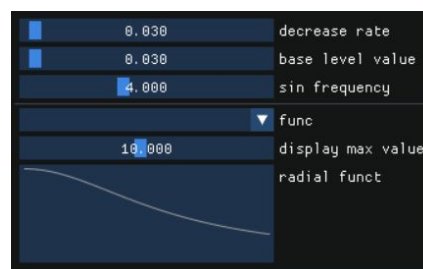 0.030 decrease rate
0.030 base level value
4.000 sin frequency
func
10.000 display max value
radial funct